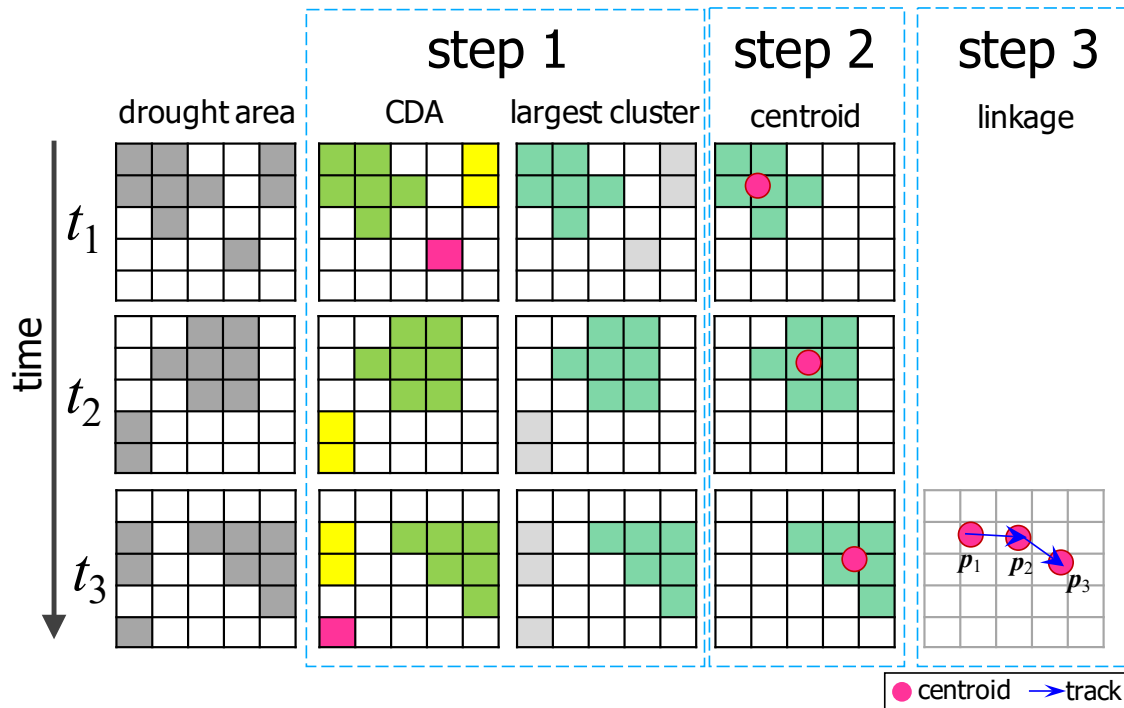 step 1
step 2
step 3
drought area
CDA
largest cluster
centroid
linkage
time
t1
t2
t3
p1
p2
p3
centroid
track